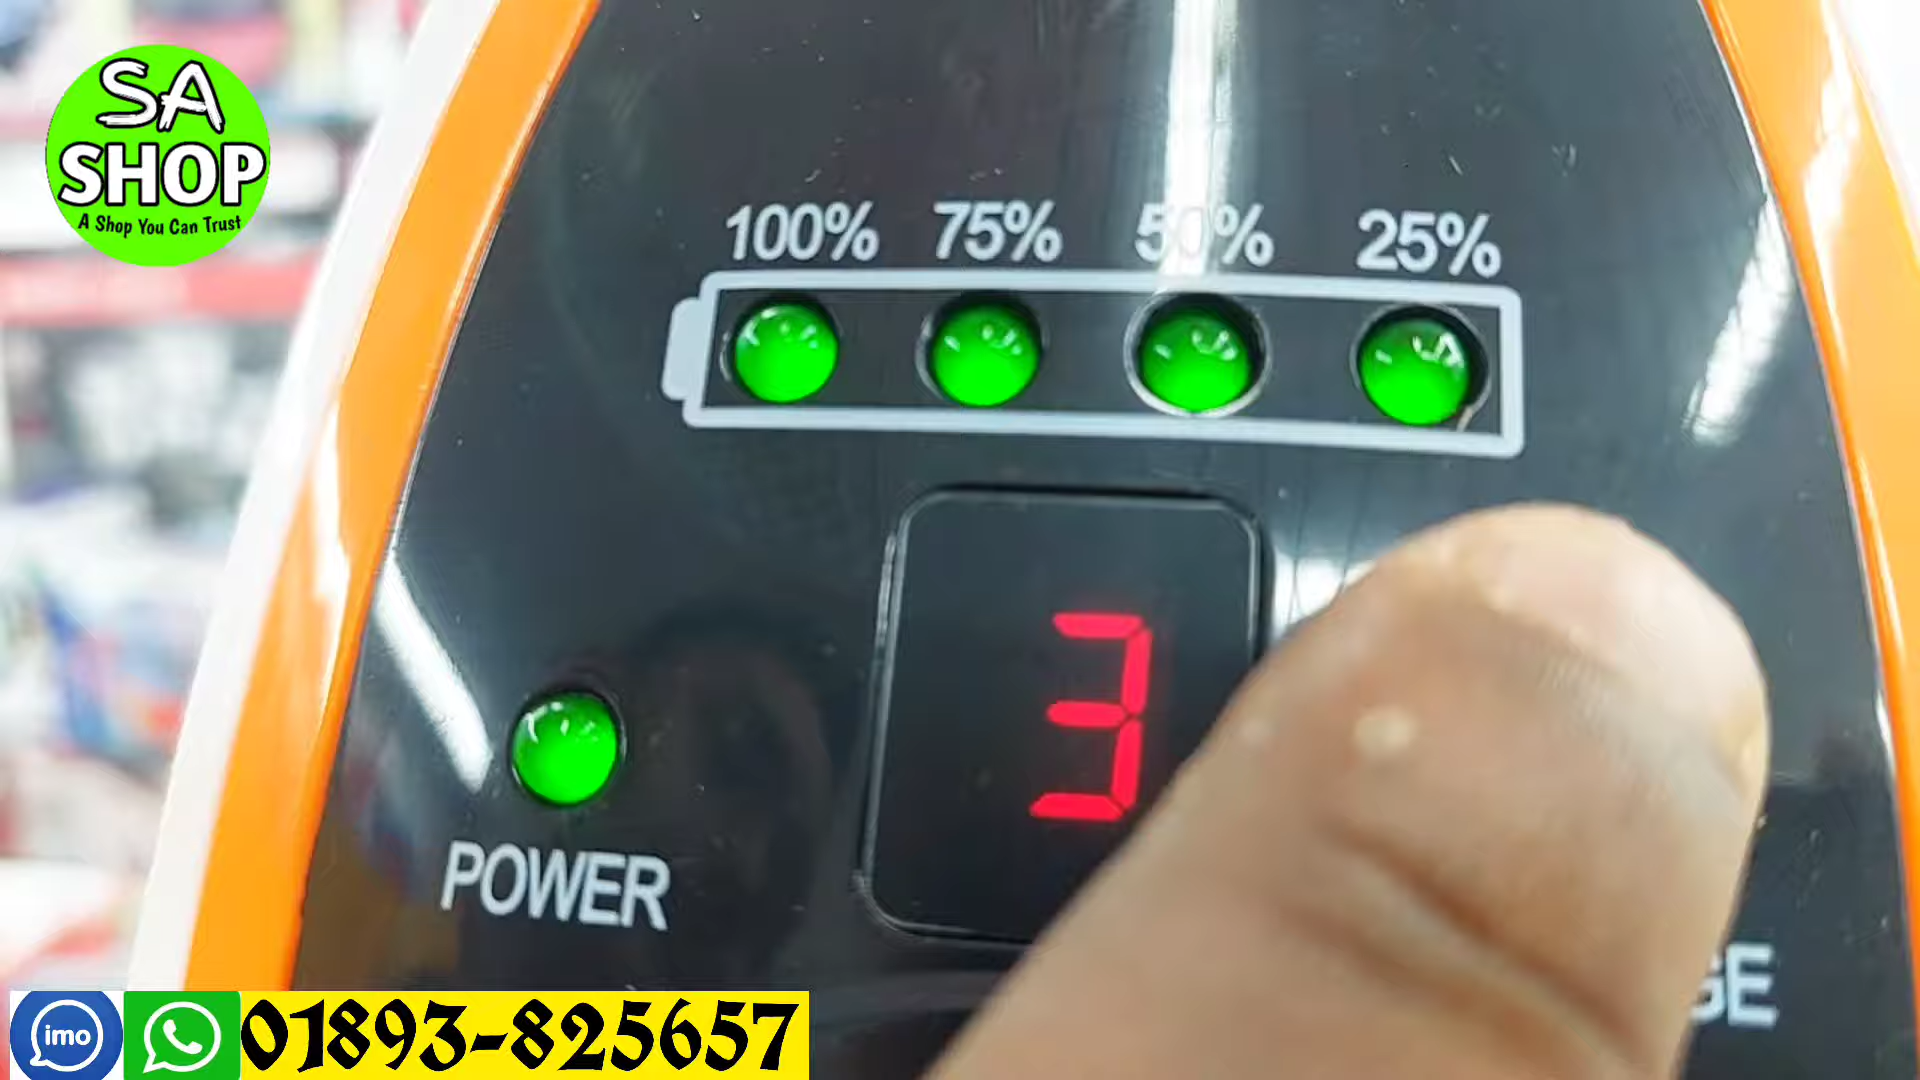 SA
SHOP
A Shop You Can Trust
100% 75% 50% 25%
3
POWER
GE
imo 01893-825657